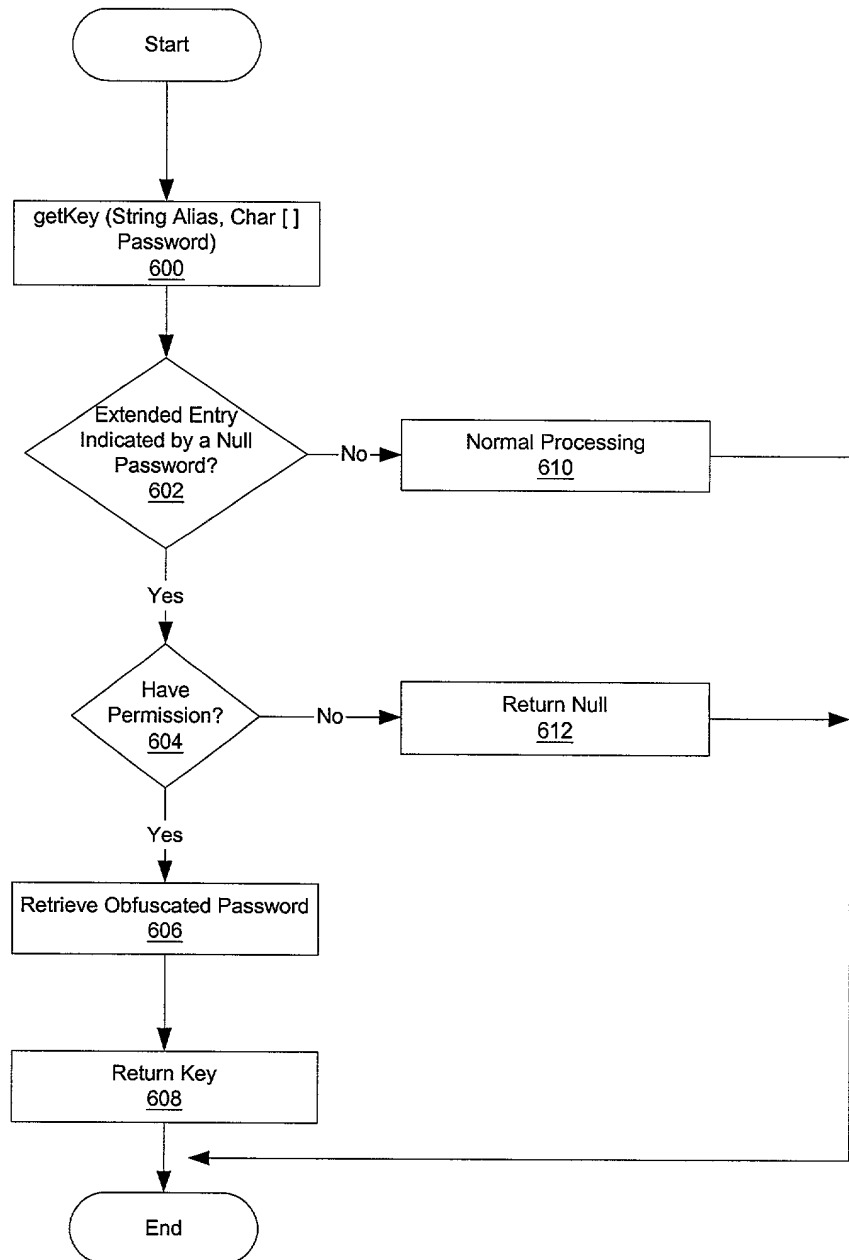 Start
getKey (String Alias, Char [ ]
Password)
600
Extended Entry
Indicated by a Null
Password?
602
No
Normal Processing
610
Yes
Have
Permission?
604
No
Return Null
612
Yes
Retrieve Obfuscated Password
606
Return Key
608
End